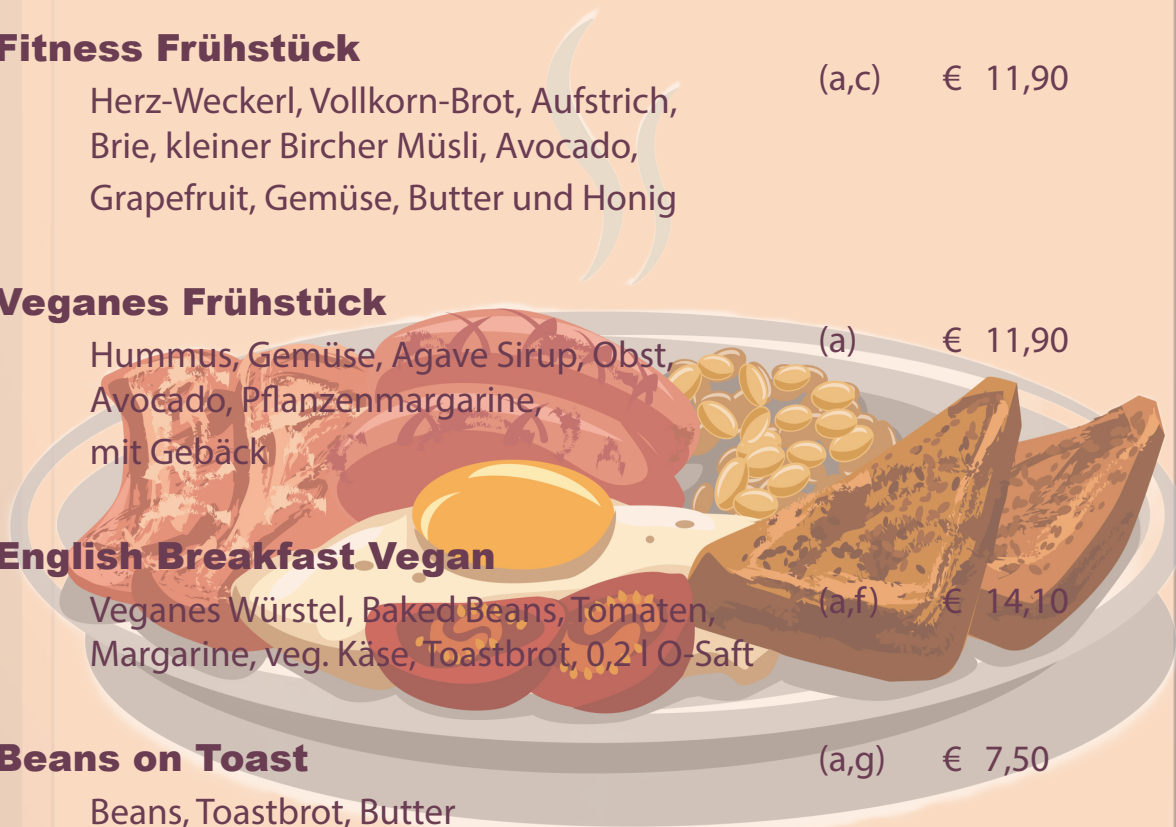 Fitness Frühstück
(a,c) € 11,90
Herz-Weckerl, Vollkorn-Brot, Aufstrich,
Brie, kleiner Bircher Müsli, Avocado,
Grapefruit, Gemüse, Butter und Honig
Veganes Frühstück
(a) € 11,90
Hummus, Gemüse, Agave Sirup, Obst,
Avocado, Pflanzenmargarine,
mit Gebäck
English Breakfast Vegan
Veganes Würstel, Baked Beans, Tomaten, (a,f) € 14,10
Margarine, veg. Käse, Toastbrot, 0,2 l O-Saft
Beans on Toast (a,g) € 7,50
Beans, Toastbrot, Butter